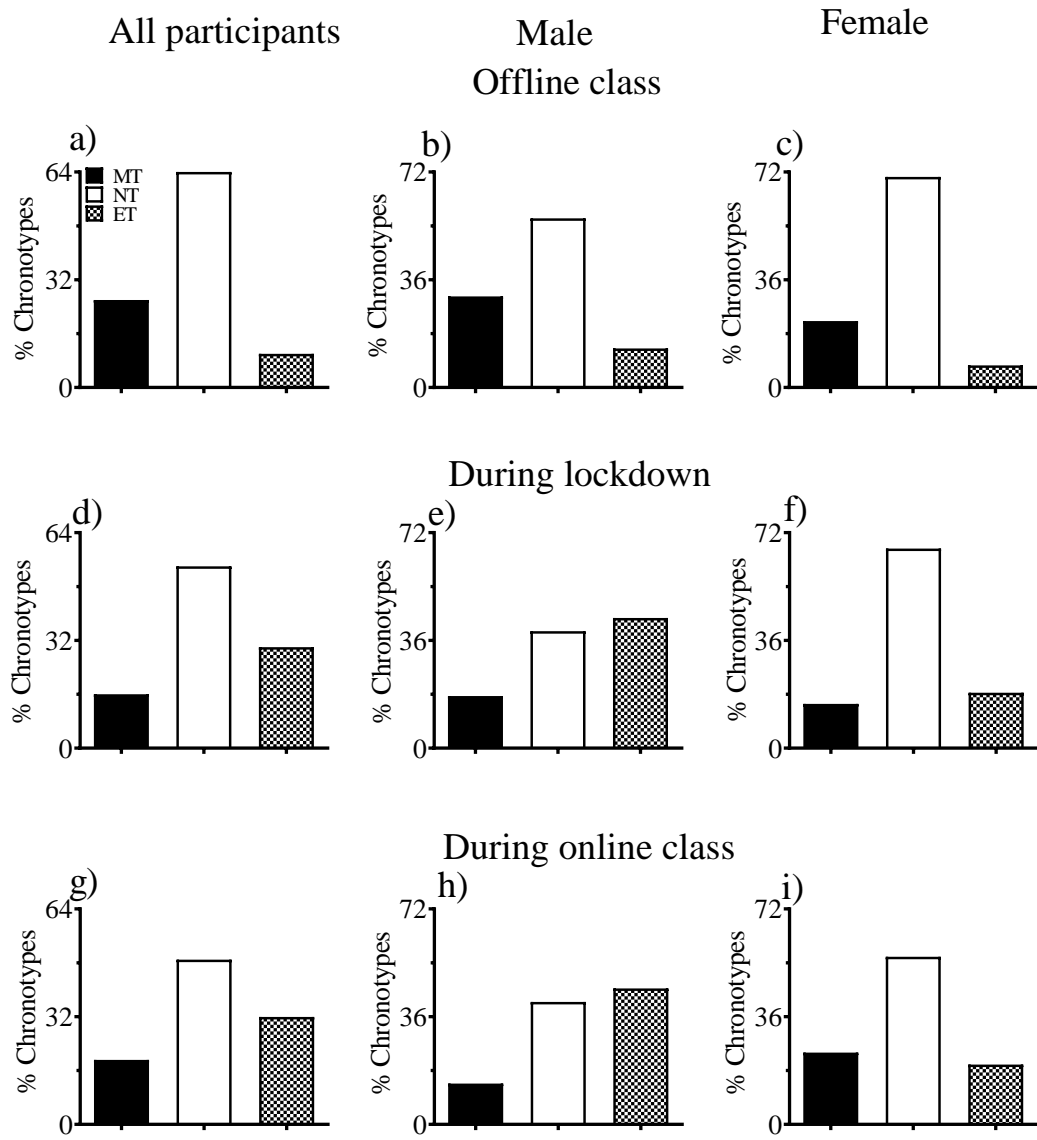 All participants
Male
Female
Offline class
a)
b)
c)
64
32
0
% Chronotypes
MT
NT
ET
72
36
0
% Chronotypes
72
36
0
% Chronotypes
During lockdown
d)
e)
f)
64
32
0
% Chronotypes
72
36
0
% Chronotypes
72
36
0
% Chronotypes
During online class
g)
h)
i)
64
32
0
% Chronotypes
72
36
0
% Chronotypes
72
36
0
% Chronotypes